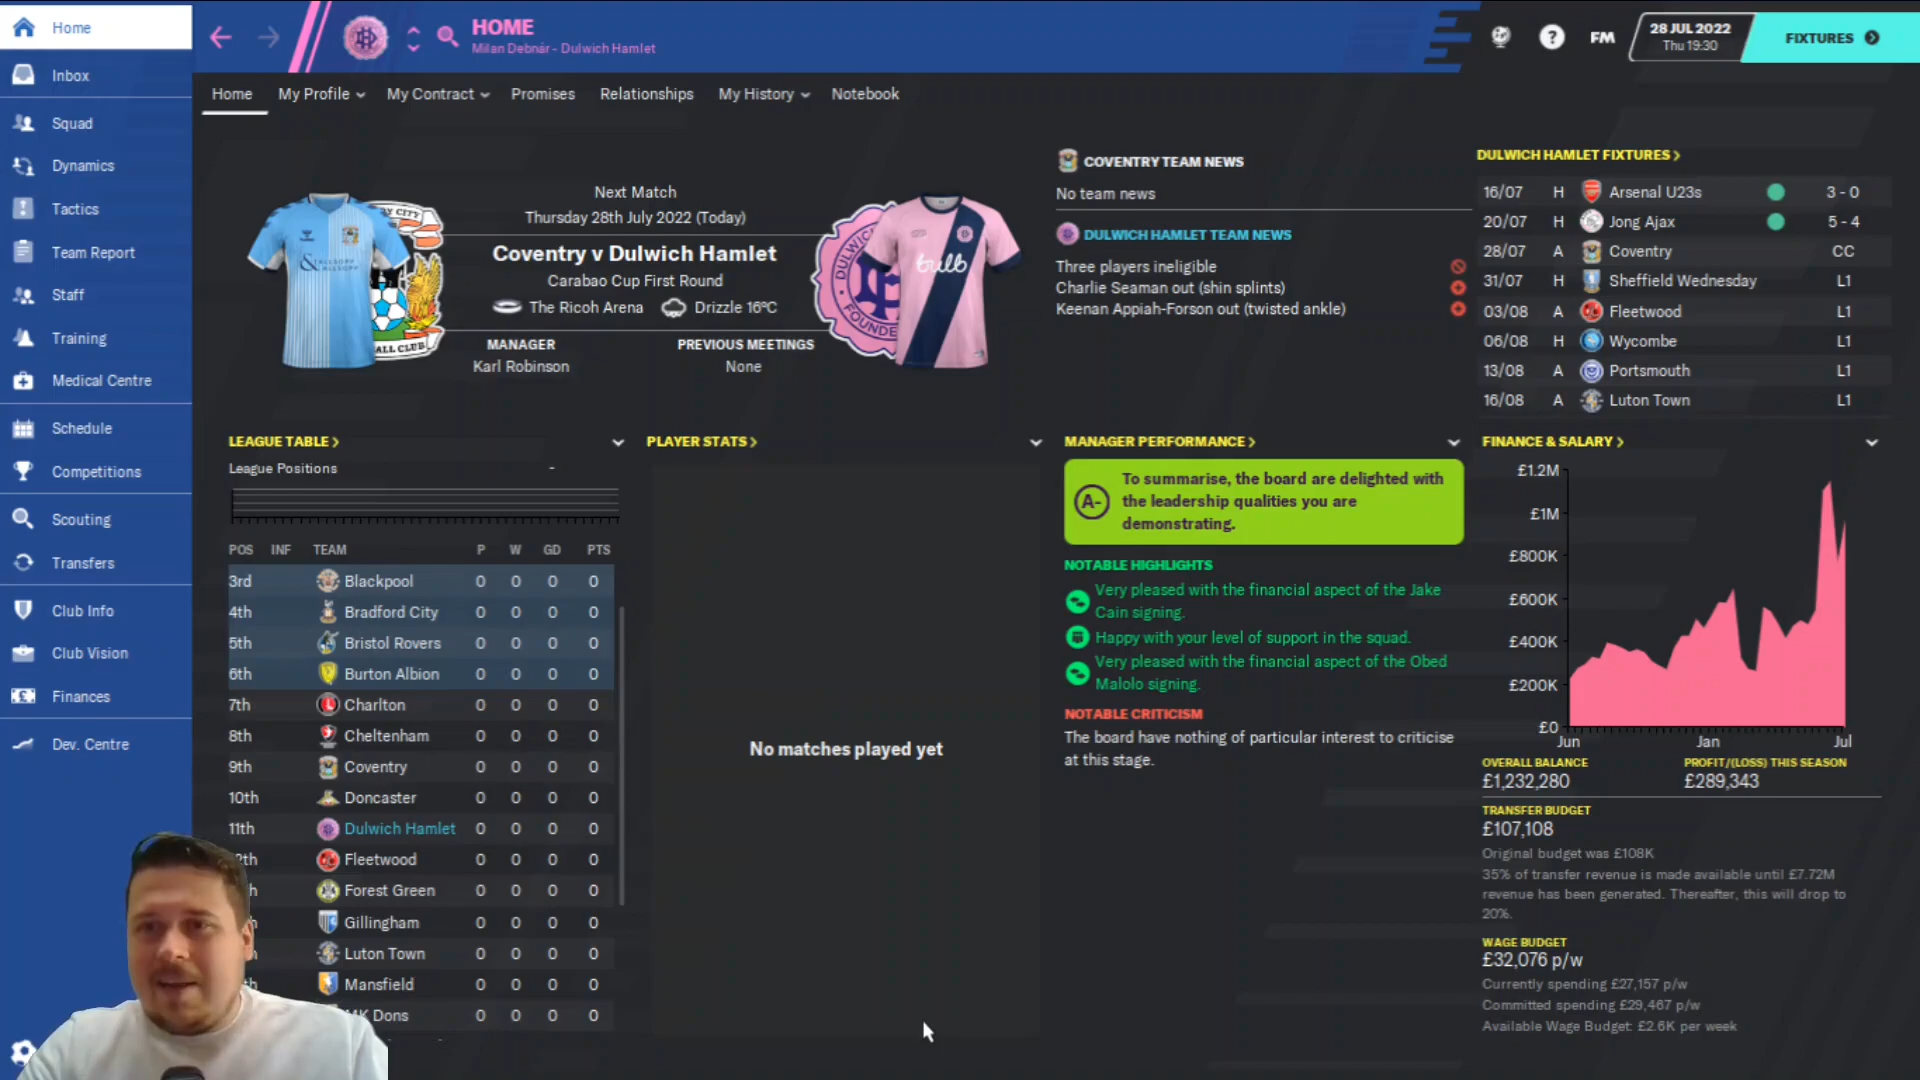 Home
Inbox
Squad
Dynamics
Tactics
Team Report
Staff
Training
Medical Centre
Schedule
Competitions
Scouting
Transfers
Club Info
Club Vision
Finances
Dev. Centre
HOME
Milan Debnár - Dulwich Hamlet
? FM
28 JUL 2022
Thu 19:30
FIXTURES
Home My Profile My Contract Promises Relationships My History Notebook
Next Match
Thursday 28th July 2022 (Today)
Coventry v Dulwich Hamlet
Carabao Cup First Round
The Ricoh Arena Drizzle 16°C
MANAGER PREVIOUS MEETINGS
Karl Robinson None
bulb
COVENTRY TEAM NEWS
No team news
DULWICH HAMLET TEAM NEWS
Three players ineligible
Charlie Seaman out (shin splints)
Keenan Appiah-Forson out (twisted ankle)
DULWICH HAMLET FIXTURES >
16/07 H Arsenal U23s 3 - 0
20/07 H Jong Ajax 5 - 4
28/07 A Coventry CC
31/07 H Sheffield Wednesday L1
03/08 A Fleetwood L1
06/08 H Wycombe L1
13/08 A Portsmouth L1
16/08 A Luton Town L1
LEAGUE TABLE >
League Positions -
POS INF TEAM P W GD PTS
3rd Blackpool 0 0 0 0
4th Bradford City 0 0 0 0
5th Bristol Rovers 0 0 0 0
6th Burton Albion 0 0 0 0
7th Charlton 0 0 0 0
8th Cheltenham 0 0 0 0
9th Coventry 0 0 0 0
10th Doncaster 0 0 0 0
11th Dulwich Hamlet 0 0 0 0
Fleetwood 0 0 0 0
Forest Green 0 0 0 0
Gillingham 0 0 0 0
Luton Town 0 0 0 0
Mansfield 0 0 0 0
MK Dons 0 0 0 0
PLAYER STATS >
No matches played yet
MANAGER PERFORMANCE >
A-
To summarise, the board are delighted with
the leadership qualities you are
demonstrating.
NOTABLE HIGHLIGHTS
Very pleased with the financial aspect of the Jake
Cain signing.
Happy with your level of support in the squad.
Very pleased with the financial aspect of the Obed
Malolo signing.
NOTABLE CRITICISM
The board have nothing of particular interest to criticise
at this stage.
FINANCE & SALARY >
£1.2M
£1M
£800K
£600K
£400K
£200K
£0
Jun Jan Jul
OVERALL BALANCE PROFIT/(LOSS) THIS SEASON
£1,232,280 £289,343
TRANSFER BUDGET
£107,108
Original budget was £108K
35% of transfer revenue is made available until £7.72M
revenue has been generated. Thereafter, this will drop to
20%.
WAGE BUDGET
£32,076 p/w
Currently spending £27,157 p/w
Committed spending £29,467 p/w
Available Wage Budget: £2.6K per week